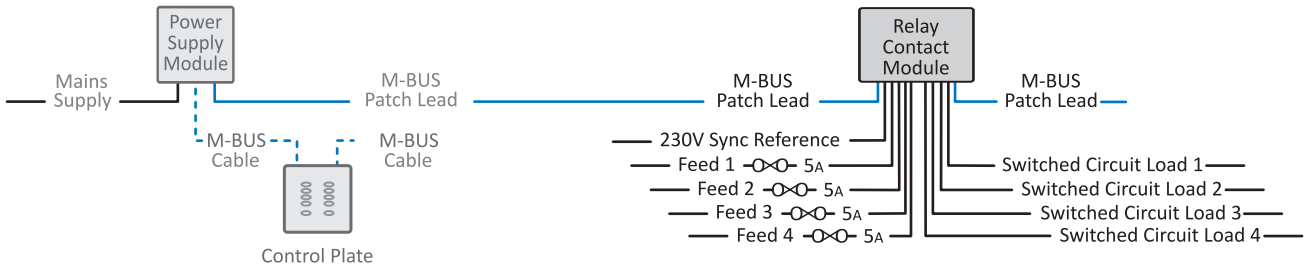 Power
Supply
Module
Mains
Supply
M-BUS
Patch Lead
M-BUS
Cable
M-BUS
Cable
Control Plate
Relay
Contact
Module
M-BUS
Patch Lead
M-BUS
Patch Lead
230V Sync Reference
Feed 1 5A
Feed 2 5A
Feed 3 5A
Feed 4 5A
Switched Circuit Load 1
Switched Circuit Load 2
Switched Circuit Load 3
Switched Circuit Load 4